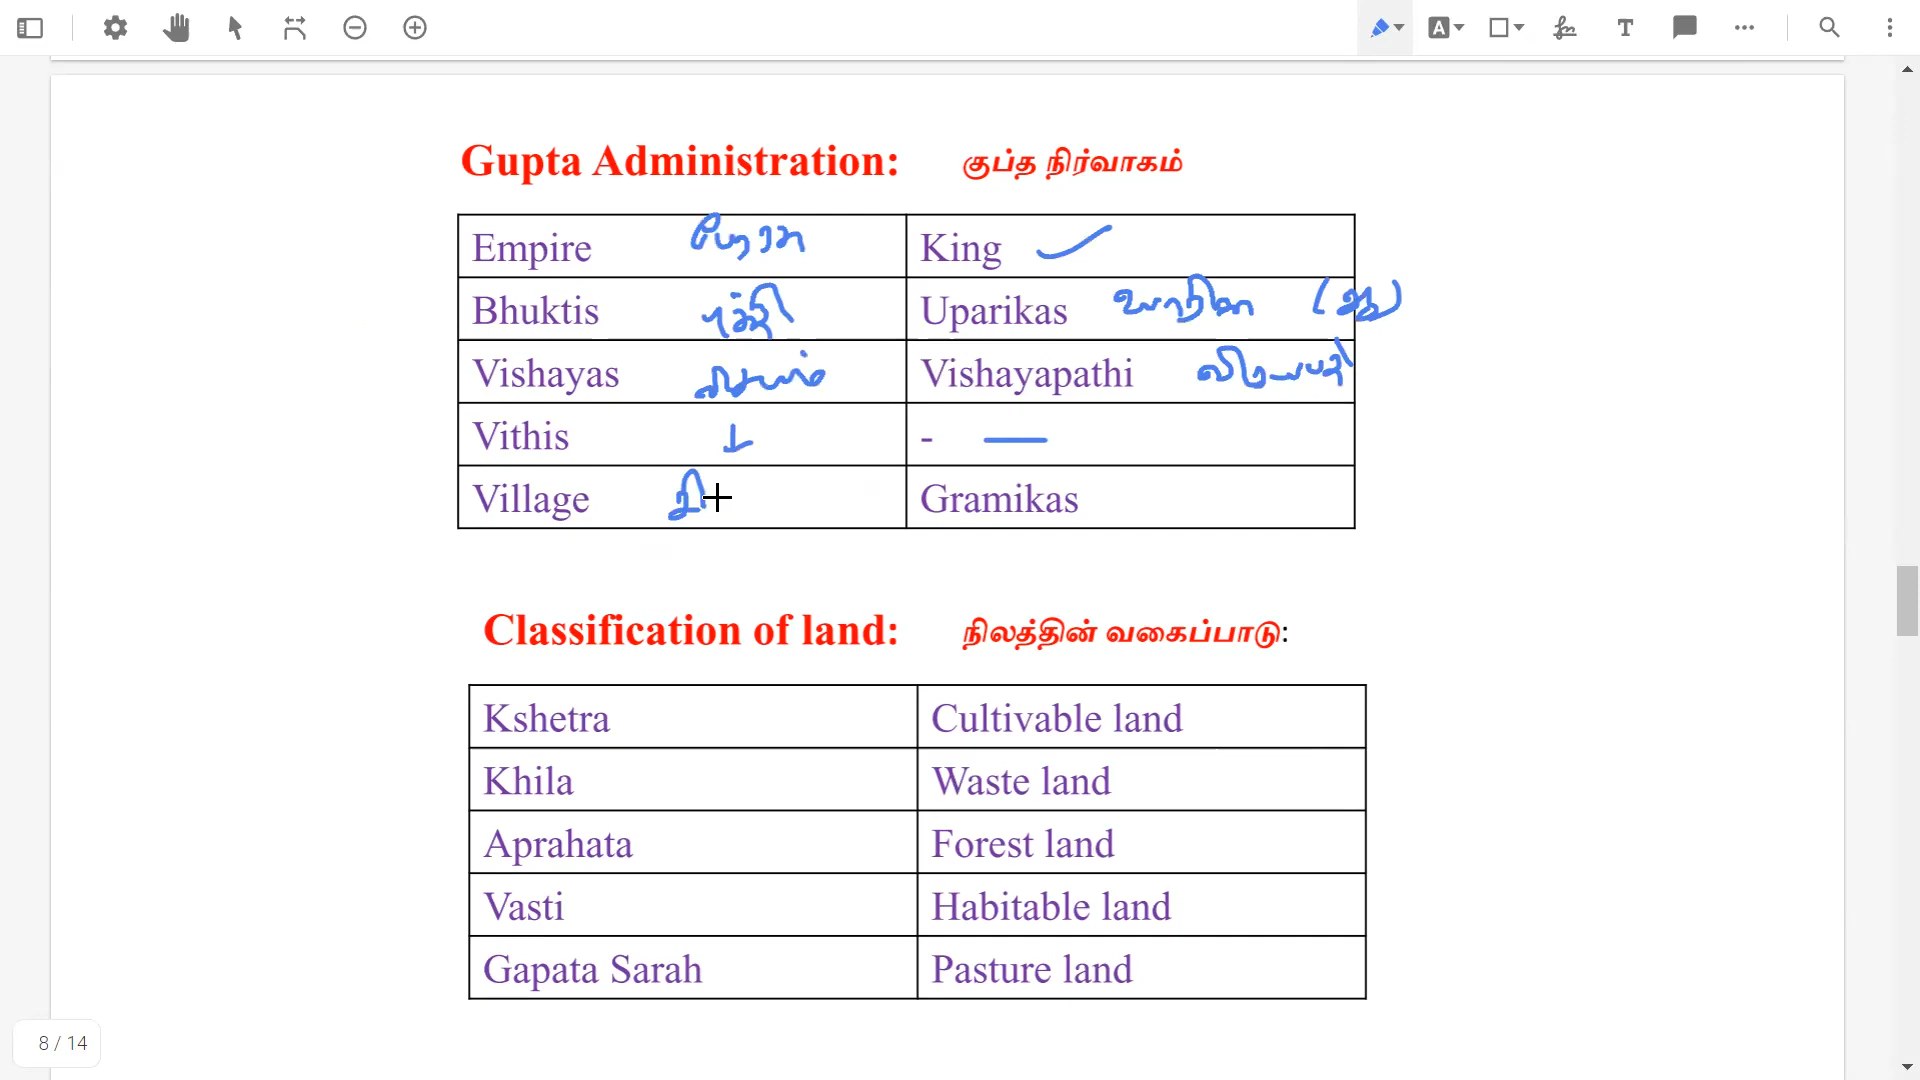 Gupta Administration: குப்த நிர்வாகம்
Empire King
Bhuktis புக்தி Uparikas
Vishayas Vishayapathi
Vithis -
Village Gramikas
Classification of land: நிலத்தின் வகைப்பாடு:
Kshetra Cultivable land
Khila Waste land
Aprahata Forest land
Vasti Habitable land
Gapata Sarah Pasture land
8 / 14